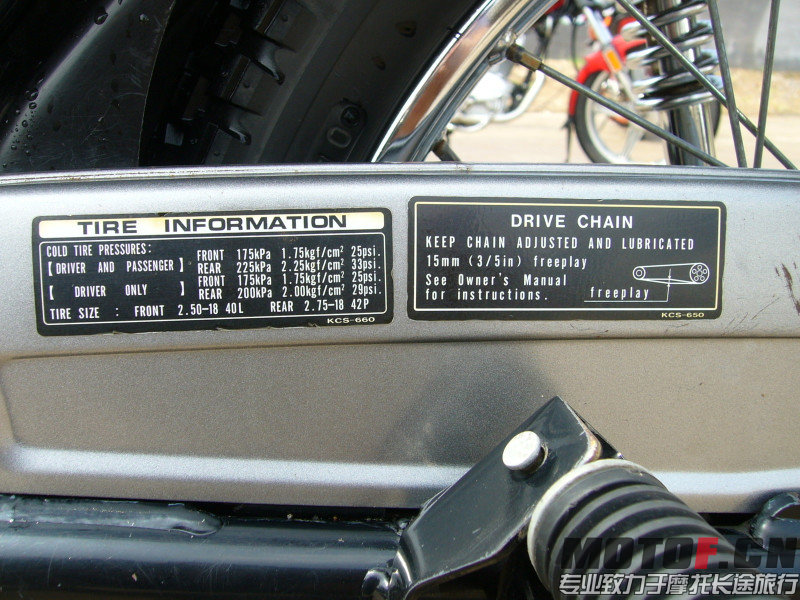 TIRE INFORMATION
COLD TIRE PRESSURES:
FRONT 175kPa 1.75kgf/cm² 25psi.
[DRIVER AND PASSENGER] REAR 225kPa 2.25kgf/cm² 33psi.
FRONT 175kPa 1.75kgf/cm² 25psi.
[DRIVER ONLY] REAR 200kPa 2.00kgf/cm² 29psi.
TIRE SIZE : FRONT 2.50-18 40L REAR 2.75-18 42P
KCS-660
DRIVE CHAIN
KEEP CHAIN ADJUSTED AND LUBRICATED
15mm (3/5in) freeplay
See Owner's Manual
for instructions. freeplay
KCS-650
MOTOF.CN
专业致力于摩托长途旅行